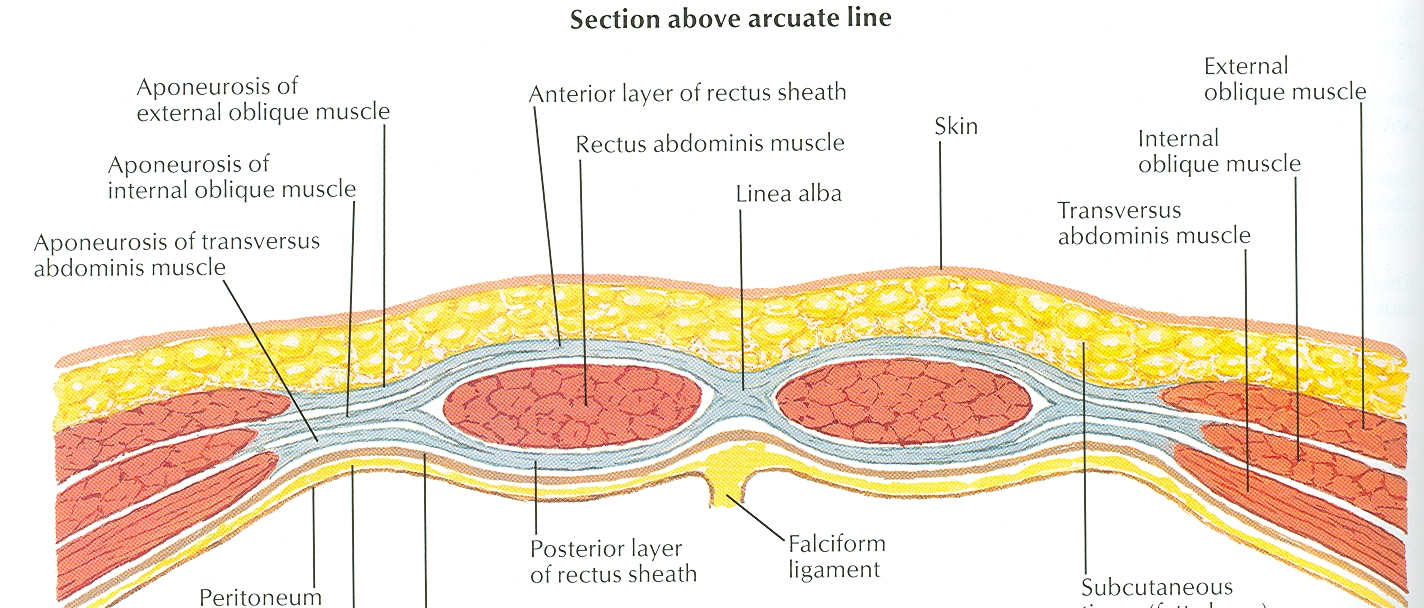 Section above arcuate line
Aponeurosis of
external oblique muscle
Aponeurosis of
internal oblique muscle
Aponeurosis of transversus
abdominis muscle
Anterior layer of rectus sheath
Rectus abdominis muscle
Linea alba
Skin
External
oblique muscle
Internal
oblique muscle
Transversus
abdominis muscle
Peritoneum
Posterior layer
of rectus sheath
Falciform
ligament
Subcutaneous